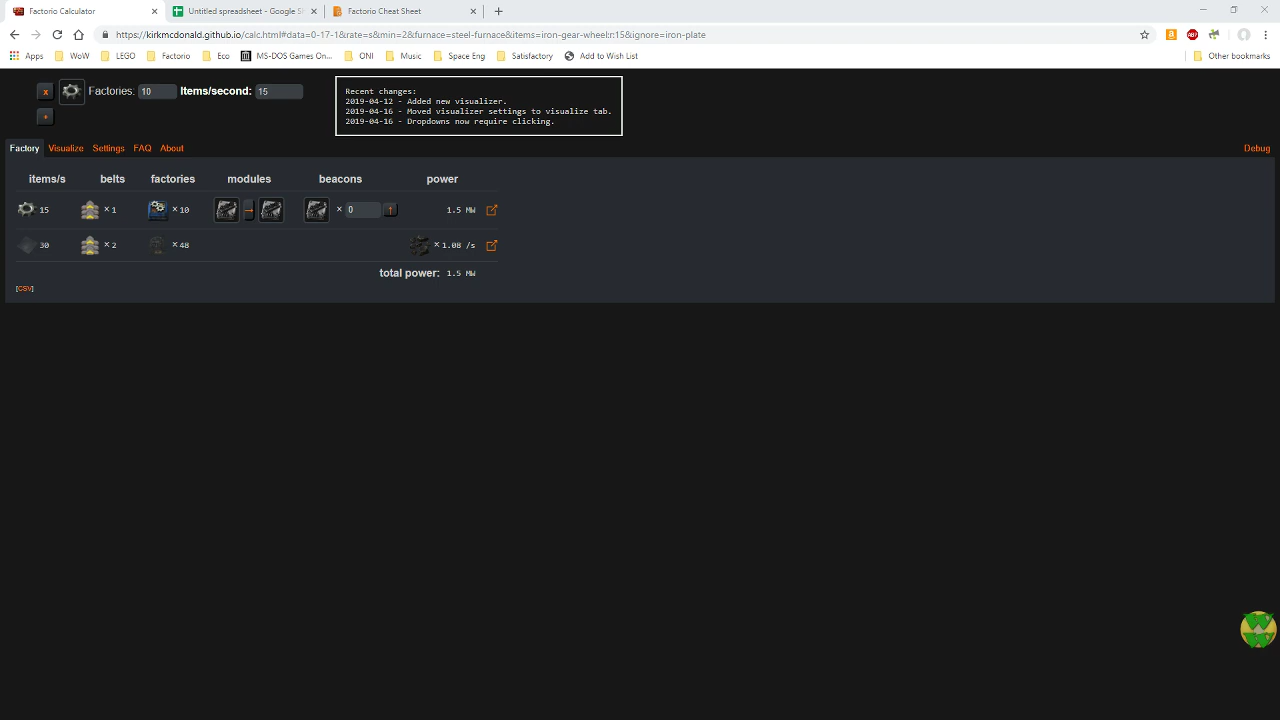 Factorio Calculator
Untitled spreadsheet - Google S
Factorio Cheat Sheet
https://kirkmcdonald.github.io/calc.html#data=0-17-1&rate=s&min=2&furnace=steel-furnace&items=iron-gear-wheel:r:15&ignore=iron-plate
Apps WoW LEGO Factorio Eco MS-DOS Games On... ONI Music Space Eng Satisfactory Add to Wish List Other bookmarks
x Factories: 10 Items/second: 15
+
Recent changes:
2019-04-12 - Added new visualizer.
2019-04-16 - Moved visualizer settings to visualize tab.
2019-04-16 - Dropdowns now require clicking.
Factory Visualize Settings FAQ About Debug
items/s belts factories modules beacons power
15 × 1 × 10 → × 0 ↑ 1.5 MW
30 × 2 × 48 × 1.08 /s
total power: 1.5 MW
[CSV]